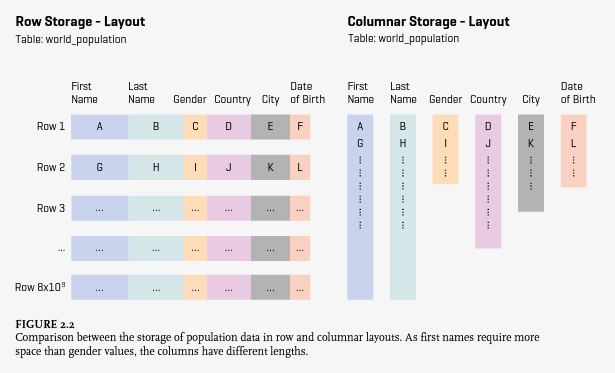 Row Storage - Layout
Table: world_population
First Name
Last Name
Gender
Country
City
Date of Birth
Row 1 A B C D E F
Row 2 G H I J K L
Row 3 ... ... ... ... ... ...
... ... ... ... ... ... ...
Row 8x10⁹ ... ... ... ... ... ...
Columnar Storage - Layout
Table: world_population
First Name
Last Name
Gender
Country
City
Date of Birth
A B C D E F
G H I J K L
FIGURE 2.2
Comparison between the storage of population data in row and columnar layouts. As first names require more
space than gender values, the columns have different lengths.